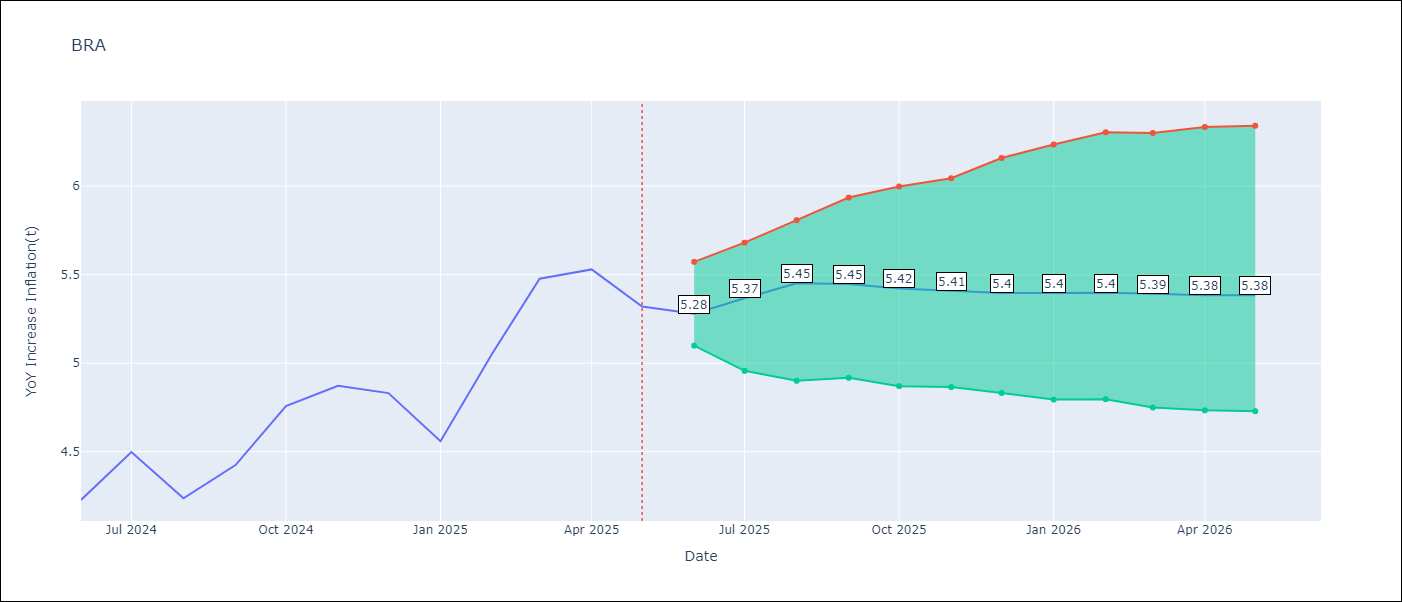 BRA
YoY Increase Inflation(t)
6
5.5
5
4.5
5.28
5.37
5.45
5.45
5.42
5.41
5.4
5.4
5.4
5.39
5.38
5.38
Jul 2024
Oct 2024
Jan 2025
Apr 2025
Jul 2025
Oct 2025
Jan 2026
Apr 2026
Date